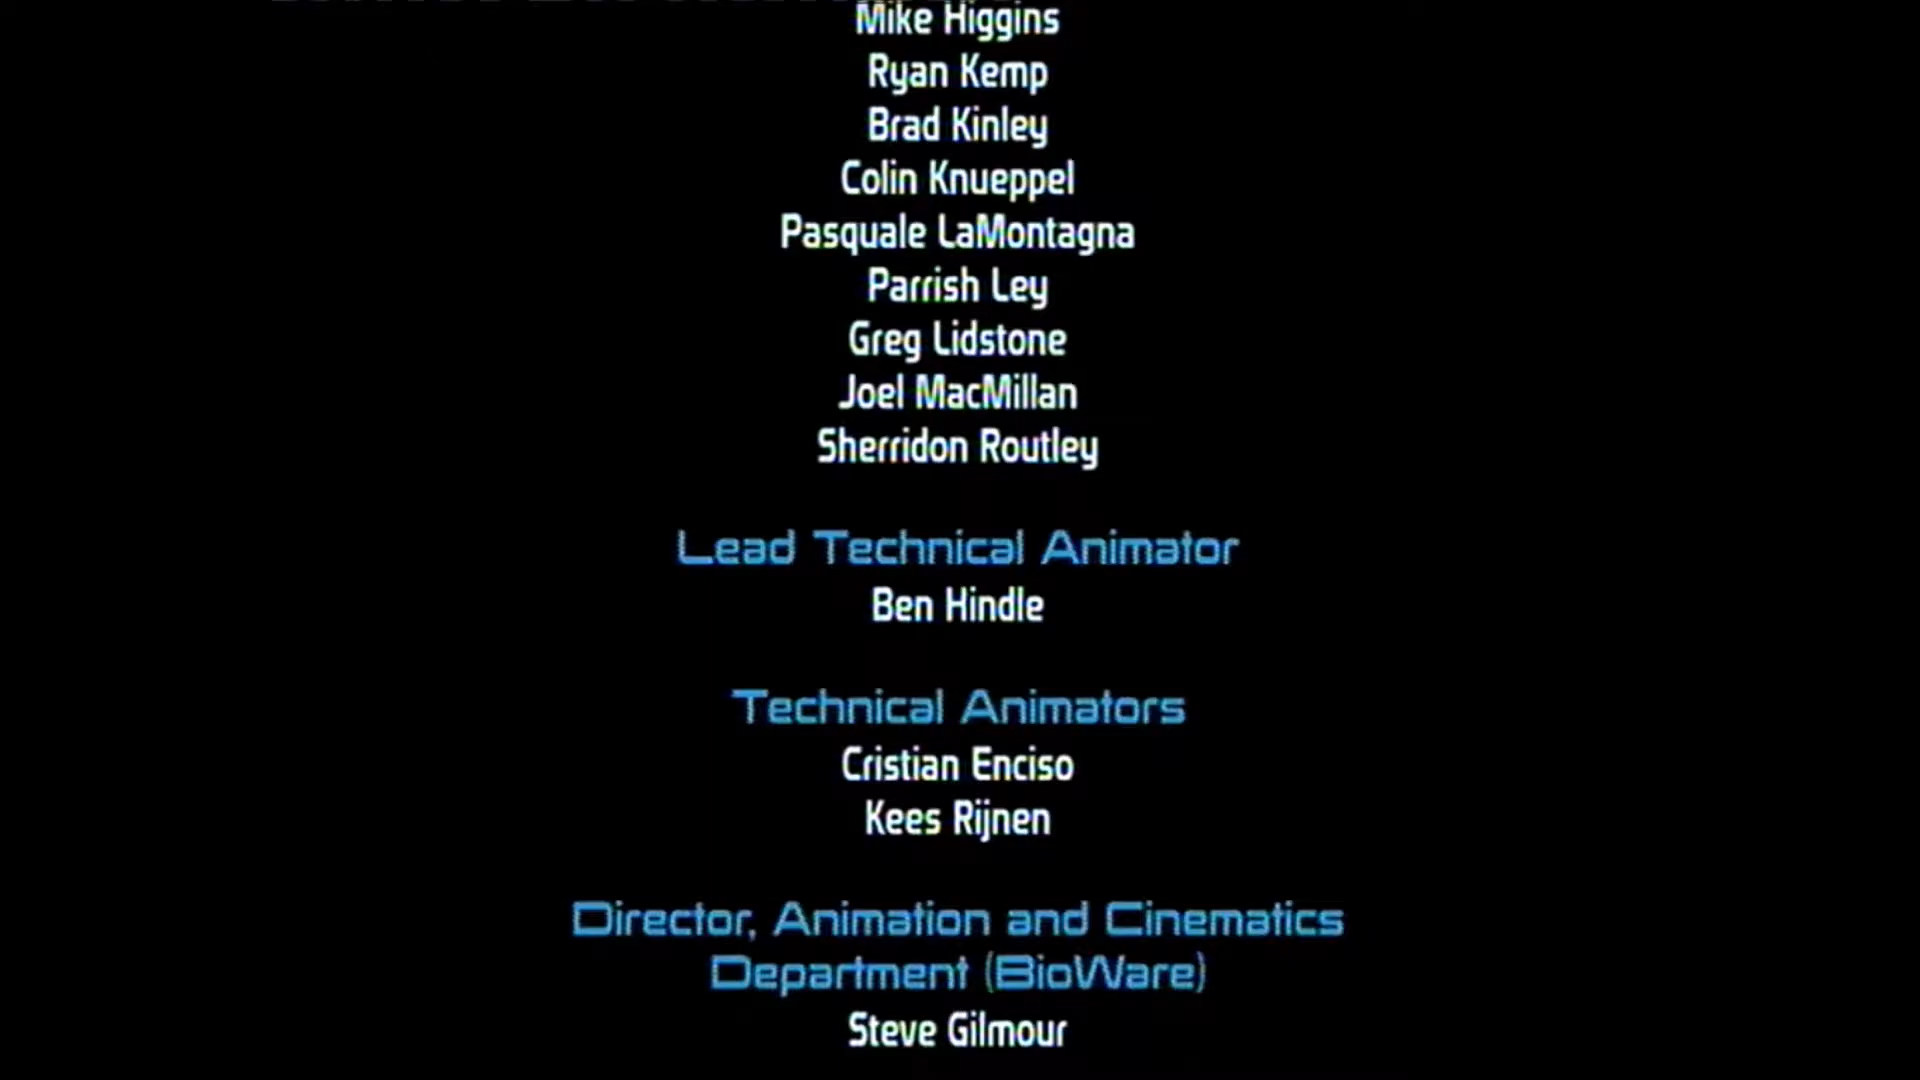 Mike Higgins
Ryan Kemp
Brad Kinley
Colin Knueppel
Pasquale LaMontagna
Parrish Ley
Greg Lidstone
Joel MacMillan
Sherridon Routley
Lead Technical Animator
Ben Hindle
Technical Animators
Cristian Enciso
Kees Rijnen
Director, Animation and Cinematics
Department (BioWare)
Steve Gilmour